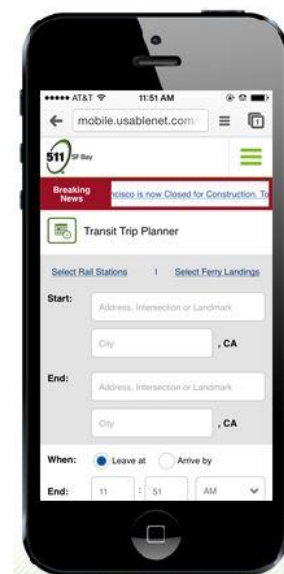 AT&T 11:51 AM
mobile.usablenet.com
1
511 SF Bay
Breaking News
ncisco is now Closed for Construction. To
Transit Trip Planner
Select Rail Stations | Select Ferry Landings
Start:
Address, Intersection or Landmark
City , CA
End:
Address, Intersection or Landmark
City , CA
When: Leave at Arrive by
End: 11 : 51 AM